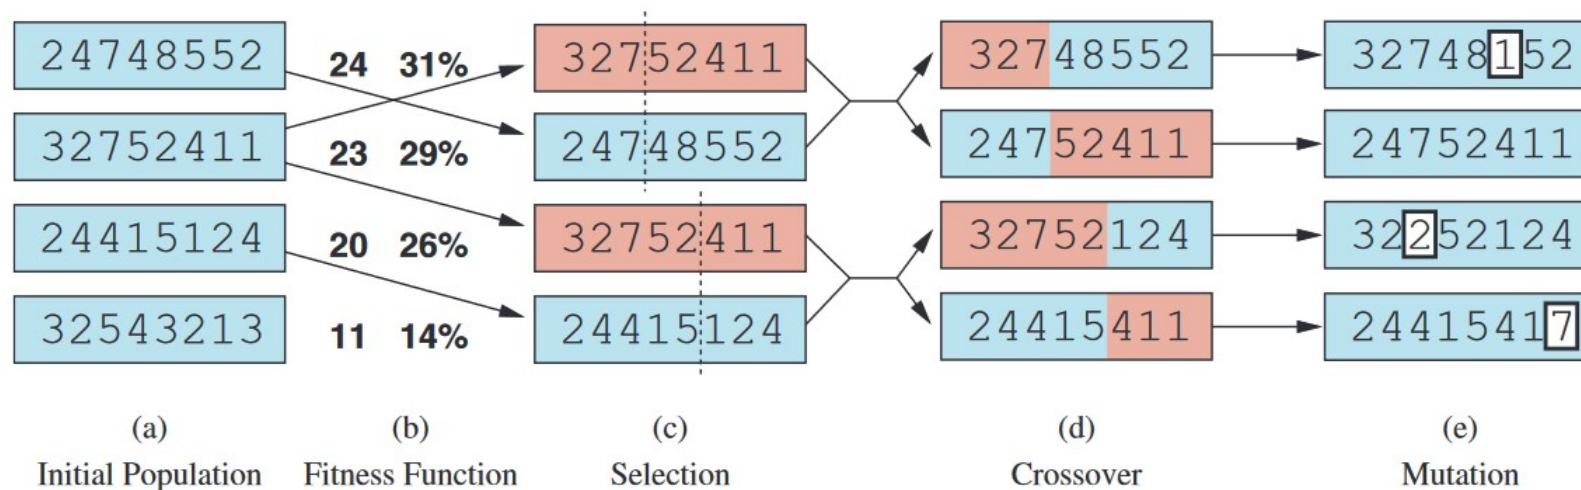 24748552 24 31% 32752411 32748552 32748152
32752411 23 29% 24748552 24752411 24752411
24415124 20 26% 32752411 32752124 32252124
32543213 11 14% 24415124 24415411 24415417
(a) (b) (c) (d) (e)
Initial Population Fitness Function Selection Crossover Mutation